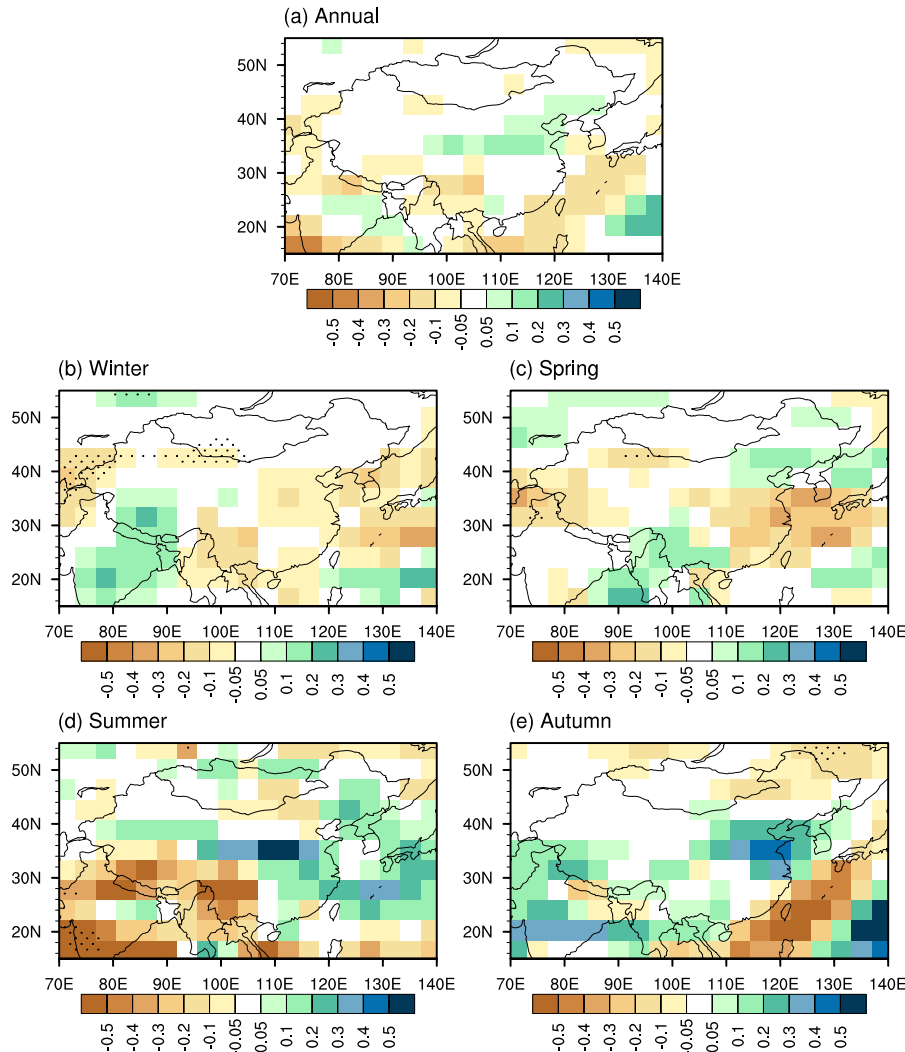 (a) Annual
50N
40N
30N
20N
70E 80E 90E 100E 110E 120E 130E 140E
-0.5 -0.4 -0.3 -0.2 -0.1 -0.05 0.05 0.1 0.2 0.3 0.4 0.5
(b) Winter
50N
40N
30N
20N
70E 80E 90E 100E 110E 120E 130E 140E
-0.5 -0.4 -0.3 -0.2 -0.1 -0.05 0.05 0.1 0.2 0.3 0.4 0.5
(c) Spring
50N
40N
30N
20N
70E 80E 90E 100E 110E 120E 130E 140E
-0.5 -0.4 -0.3 -0.2 -0.1 -0.05 0.05 0.1 0.2 0.3 0.4 0.5
(d) Summer
50N
40N
30N
20N
70E 80E 90E 100E 110E 120E 130E 140E
-0.5 -0.4 -0.3 -0.2 -0.1 -0.05 0.05 0.1 0.2 0.3 0.4 0.5
(e) Autumn
50N
40N
30N
20N
70E 80E 90E 100E 110E 120E 130E 140E
-0.5 -0.4 -0.3 -0.2 -0.1 -0.05 0.05 0.1 0.2 0.3 0.4 0.5